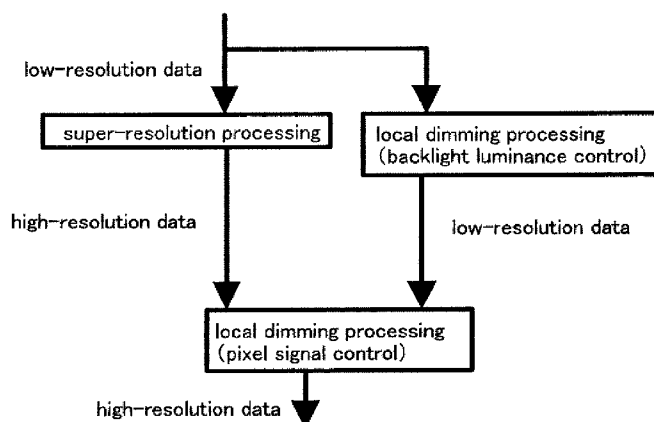 low-resolution data
super-resolution processing
local dimming processing
(backlight luminance control)
high-resolution data
low-resolution data
local dimming processing
(pixel signal control)
high-resolution data